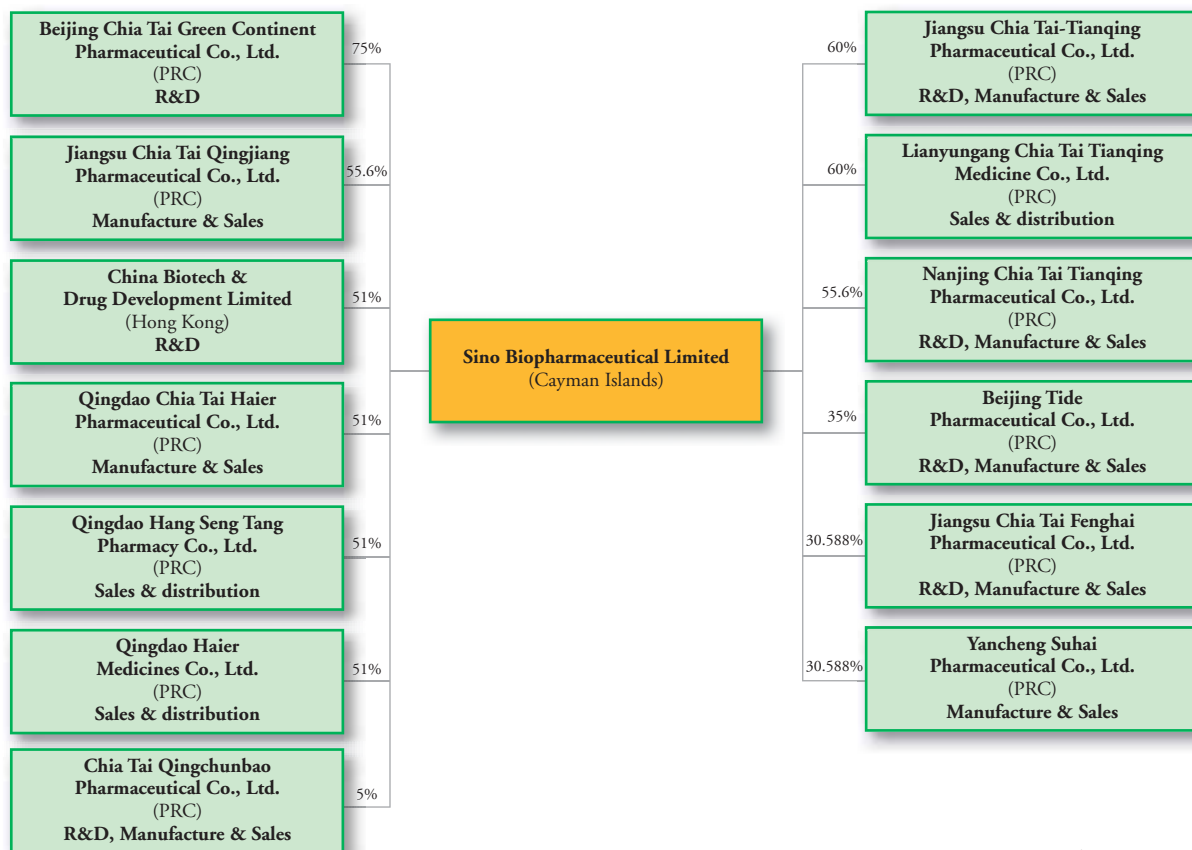 Beijing Chia Tai Green Continent
Pharmaceutical Co., Ltd.
(PRC)
R&D
75%
Jiangsu Chia Tai Qingjiang
Pharmaceutical Co., Ltd.
(PRC)
Manufacture & Sales
55.6%
China Biotech &
Drug Development Limited
(Hong Kong)
R&D
51%
Qingdao Chia Tai Haier
Pharmaceutical Co., Ltd.
(PRC)
Manufacture & Sales
51%
Qingdao Hang Seng Tang
Pharmacy Co., Ltd.
(PRC)
Sales & distribution
51%
Qingdao Haier
Medicines Co., Ltd.
(PRC)
Sales & distribution
51%
Chia Tai Qingchunbao
Pharmaceutical Co., Ltd.
(PRC)
R&D, Manufacture & Sales
5%
Sino Biopharmaceutical Limited
(Cayman Islands)
60%
Jiangsu Chia Tai-Tianqing
Pharmaceutical Co., Ltd.
(PRC)
R&D, Manufacture & Sales
60%
Lianyungang Chia Tai Tianqing
Medicine Co., Ltd.
(PRC)
Sales & distribution
55.6%
Nanjing Chia Tai Tianqing
Pharmaceutical Co., Ltd.
(PRC)
R&D, Manufacture & Sales
35%
Beijing Tide
Pharmaceutical Co., Ltd.
(PRC)
R&D, Manufacture & Sales
30.588%
Jiangsu Chia Tai Fenghai
Pharmaceutical Co., Ltd.
(PRC)
R&D, Manufacture & Sales
30.588%
Yancheng Suhai
Pharmaceutical Co., Ltd.
(PRC)
Manufacture & Sales